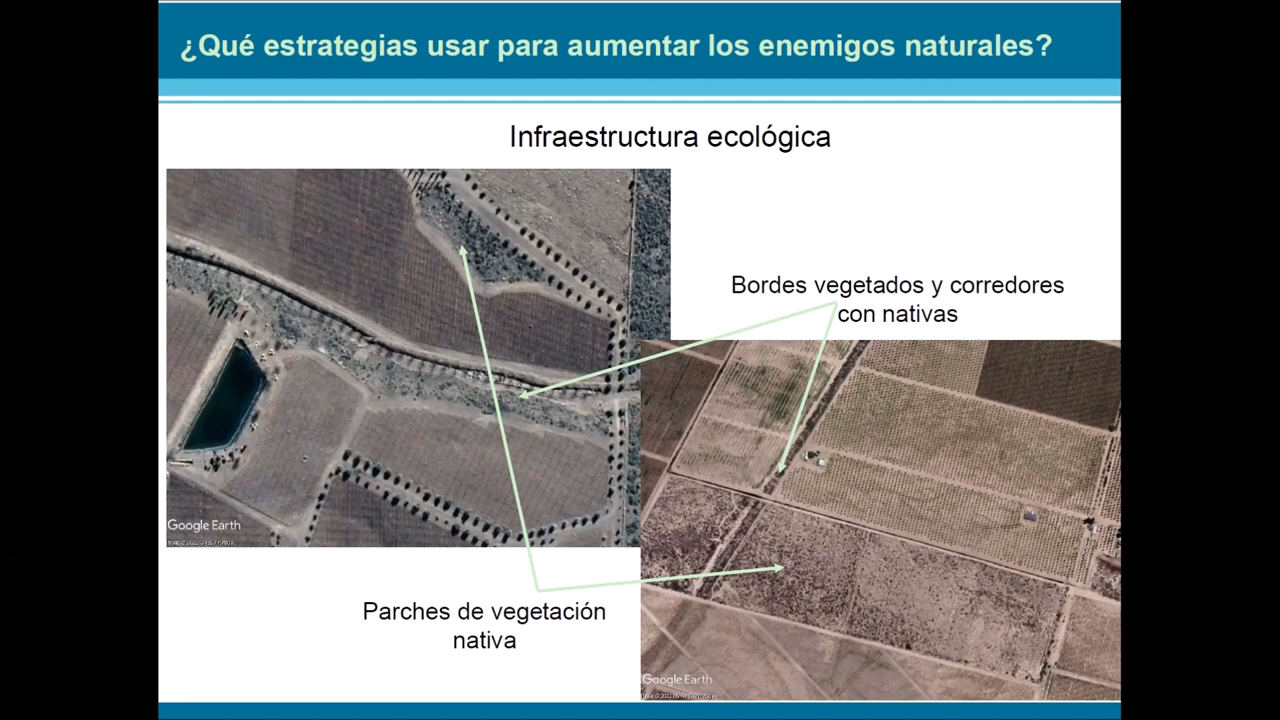 ¿Qué estrategias usar para aumentar los enemigos naturales?
Infraestructura ecológica
Bordes vegetados y corredores
con nativas
Google Earth
Parches de vegetación
nativa
Google Earth